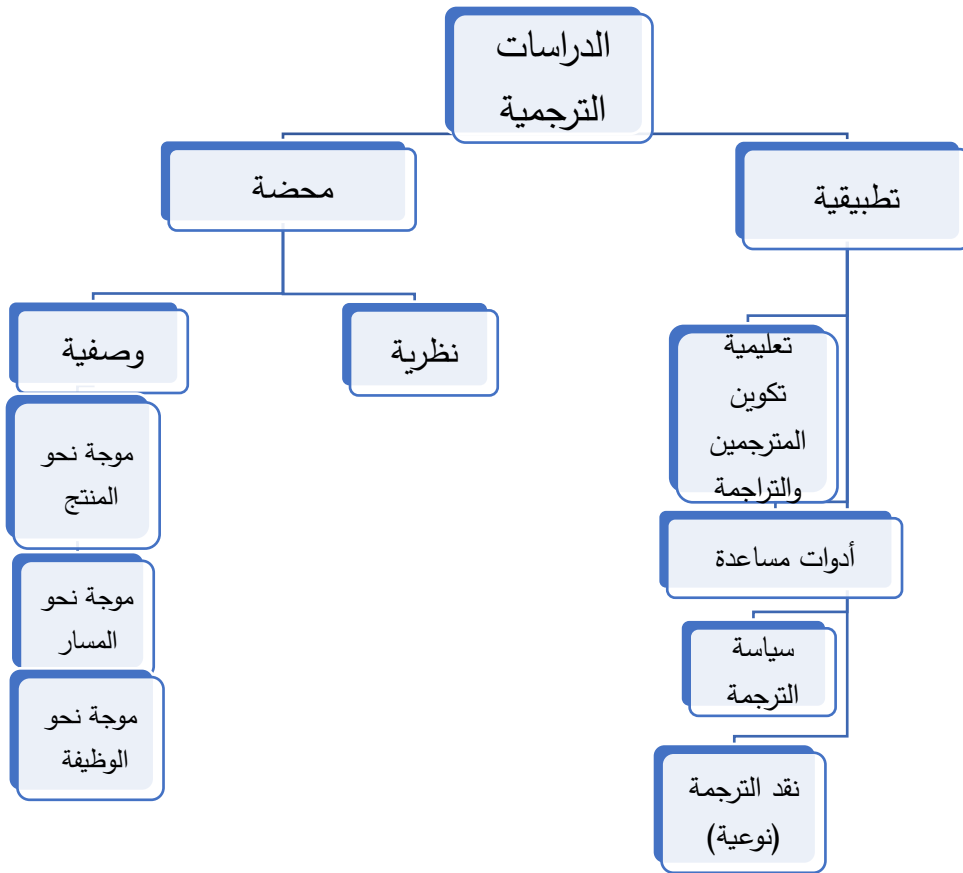 الدراسات
الترجمية
تطبيقية
محضة
نظرية
وصفية
تعليمية
تكوين
المترجمين
والتراجمة
أدوات مساعدة
سياسة
الترجمة
نقد الترجمة
(نوعية)
موجة نحو
المنتج
موجة نحو
المسار
موجة نحو
الوظيفة